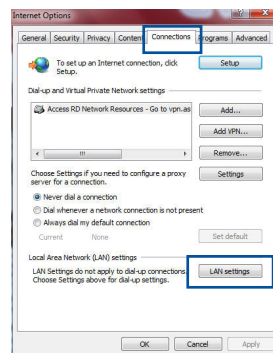 Internet Options
General Security Privacy Content Connections Programs Advanced
To set up an Internet connection, click
Setup.
Setup
Dial-up and Virtual Private Network settings
Access RD Network Resources - Go to vpn.as
Add...
Add VPN...
Remove...
Choose Settings if you need to configure a proxy
server for a connection.
Settings
Never dial a connection
Dial whenever a network connection is not present
Always dial my default connection
Current None
Set default
Local Area Network (LAN) settings
LAN Settings do not apply to dial-up connections.
Choose Settings above for dial-up settings.
LAN settings
OK Cancel Apply